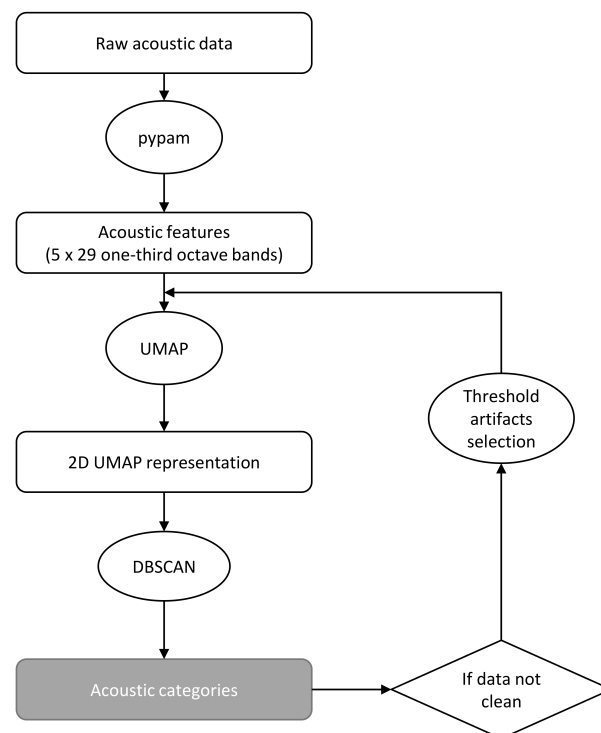 Raw acoustic data
pypam
Acoustic features
(5 x 29 one-third octave bands)
UMAP
Threshold
artifacts
selection
2D UMAP representation
DBSCAN
Acoustic categories
If data not
clean